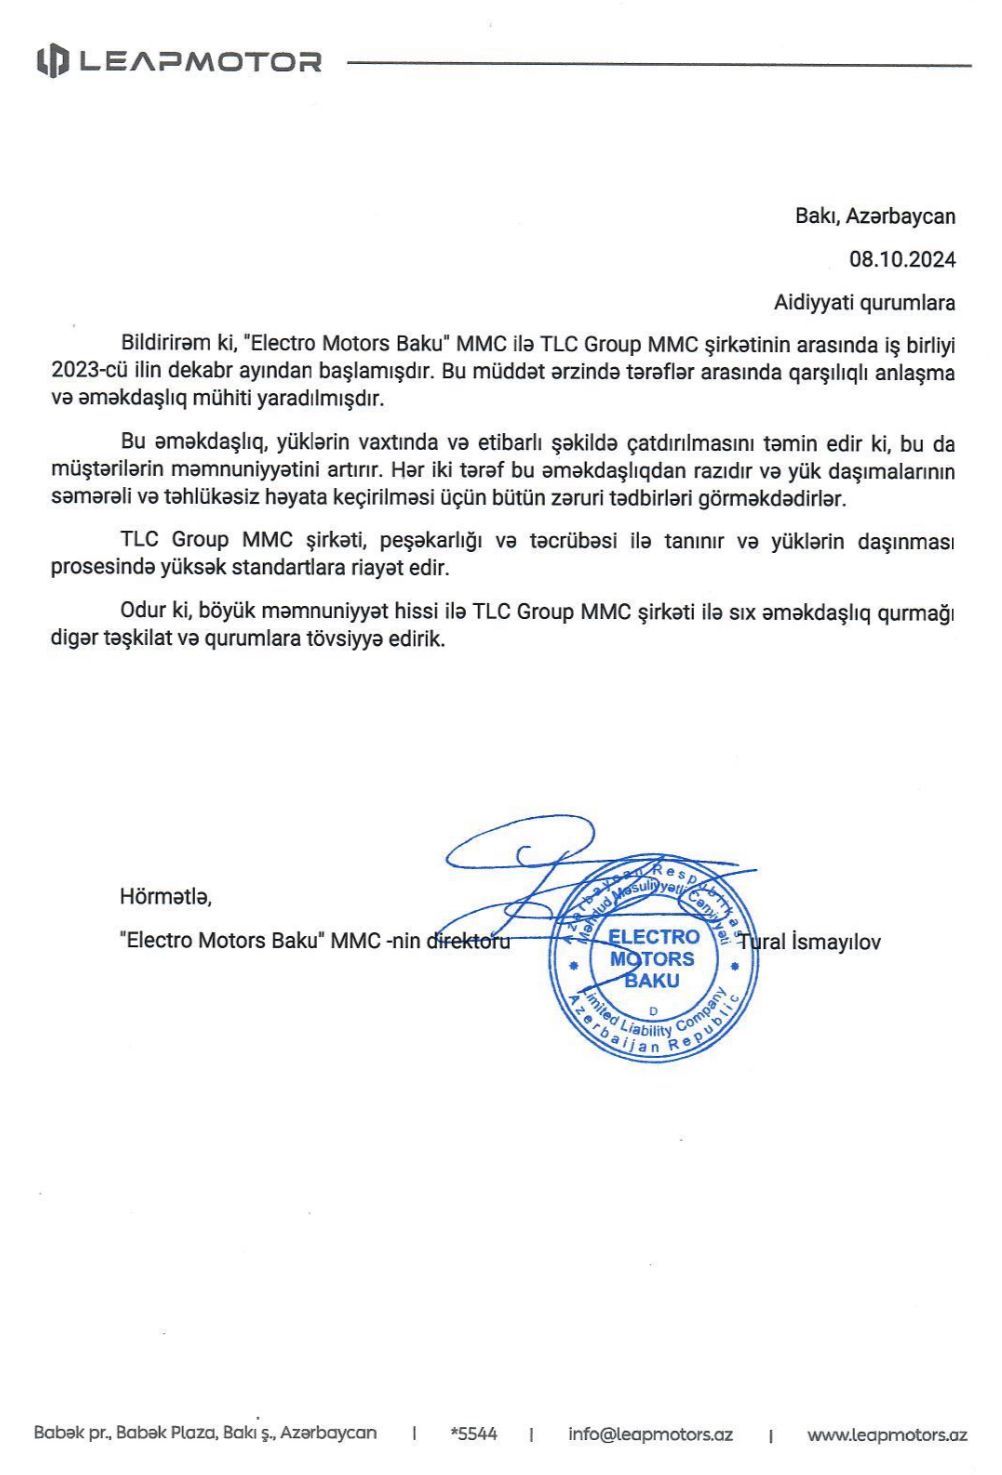 LEAPMOTOR
Bakı, Azərbaycan
08.10.2024
Aidiyyati qurumlara
Bildirirəm ki, "Electro Motors Baku" MMC ilə TLC Group MMC şirkətinin arasında iş birliyi
2023-cü ilin dekabr ayından başlamışdır. Bu müddət ərzində tərəflər arasında qarşılıqlı anlaşma
və əməkdaşlıq mühiti yaradılmışdır.
Bu əməkdaşlıq, yüklərin vaxtında və etibarlı şəkildə çatdırılmasını təmin edir ki, bu da
müştərilərin məmnuniyyətini artırır. Hər iki tərəf bu əməkdaşlıqdan razıdır və yük daşımalarının
səmərəli və təhlükəsiz həyata keçirilməsi üçün bütün zəruri tədbirləri görməkdədirlər.
TLC Group MMC şirkəti, peşəkarlığı və təcrübəsi ilə tanınır və yüklərin daşınması
prosesində yüksək standartlara riayət edir.
Odur ki, böyük məmnuniyyət hissi ilə TLC Group MMC şirkəti ilə sıx əməkdaşlıq qurmağı
digər təşkilat və qurumlara tövsiyyə edirik.
Hörmətlə,
"Electro Motors Baku" MMC -nin direktoru
Tural İsmayılov
Azərbaycan Respublikası
Məhdud Məsuliyyətli Cəmiyyəti
ELECTRO
MOTORS
BAKU
D
Limited Liability Company
Azerbaijan Republic
Babək pr., Babək Plaza, Bakı ş., Azərbaycan | *5544 | info@leapmotors.az | www.leapmotors.az